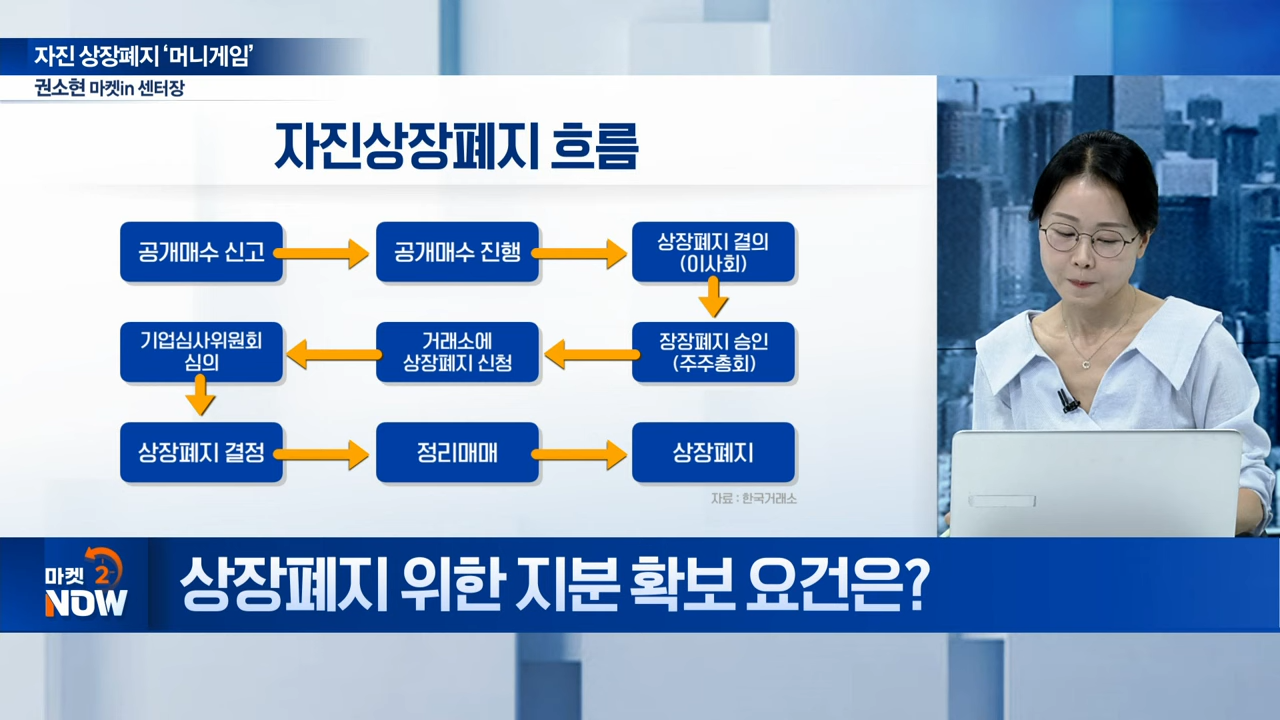 자진 상장폐지 ‘머니게임’
권소현 마켓in 센터장
자진상장폐지 흐름
공개매수 신고
공개매수 진행
상장폐지 결의
(이사회)
장장폐지 승인
(주주총회)
거래소에
상장폐지 신청
기업심사위원회
심의
상장폐지 결정
정리매매
상장폐지
자료 : 한국거래소
마켓 2
NOW
상장폐지 위한 지분 확보 요건은?